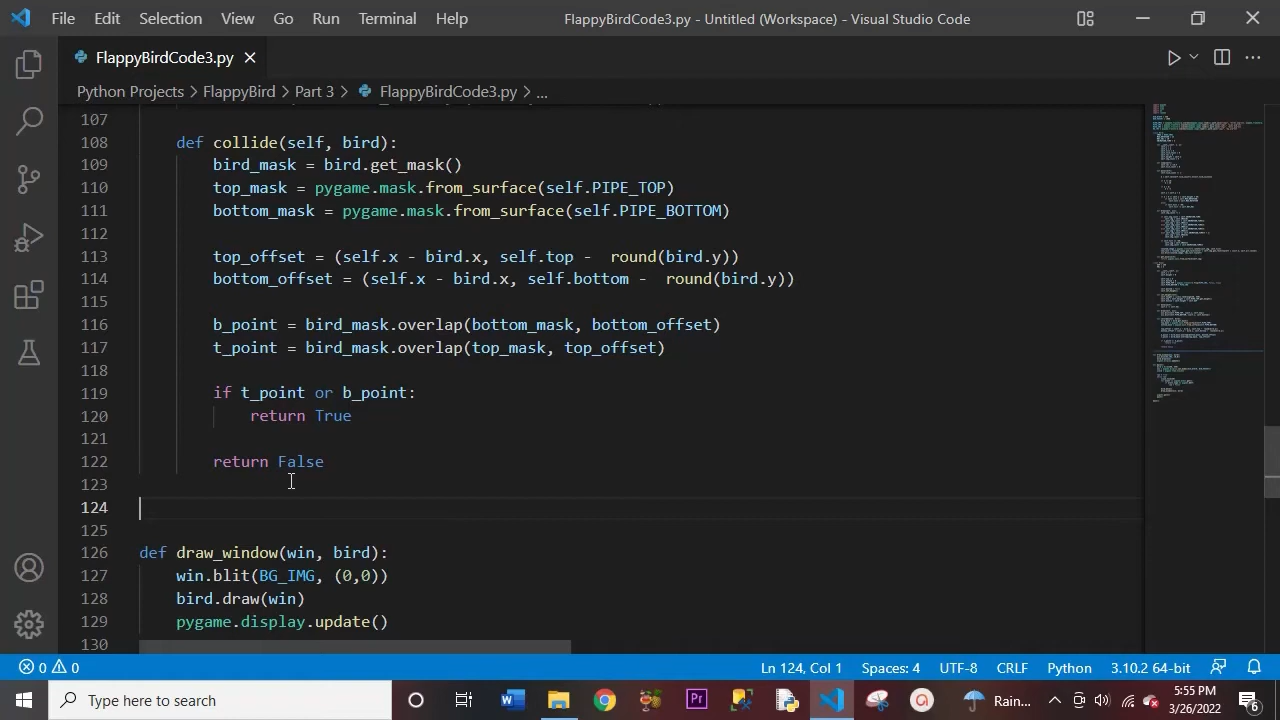 File Edit Selection View Go Run Terminal Help FlappyBirdCode3.py - Untitled (Workspace) - Visual Studio Code
FlappyBirdCode3.py
Python Projects > FlappyBird > Part 3 > FlappyBirdCode3.py > ...
107
108 def collide(self, bird):
109 bird_mask = bird.get_mask()
110 top_mask = pygame.mask.from_surface(self.PIPE_TOP)
111 bottom_mask = pygame.mask.from_surface(self.PIPE_BOTTOM)
112
113 top_offset = (self.x - bird.x, self.top -  round(bird.y))
114 bottom_offset = (self.x - bird.x, self.bottom -  round(bird.y))
115
116 b_point = bird_mask.overlap(bottom_mask, bottom_offset)
117 t_point = bird_mask.overlap(top_mask, top_offset)
118
119 if t_point or b_point:
120 return True
121
122 return False
123
124
125
126 def draw_window(win, bird):
127 win.blit(BG_IMG, (0,0))
128 bird.draw(win)
129 pygame.display.update()
130
0 0 Ln 124, Col 1 Spaces: 4 UTF-8 CRLF Python 3.10.2 64-bit
Type here to search W Pr a Rain... 5:55 PM
3/26/2022 6